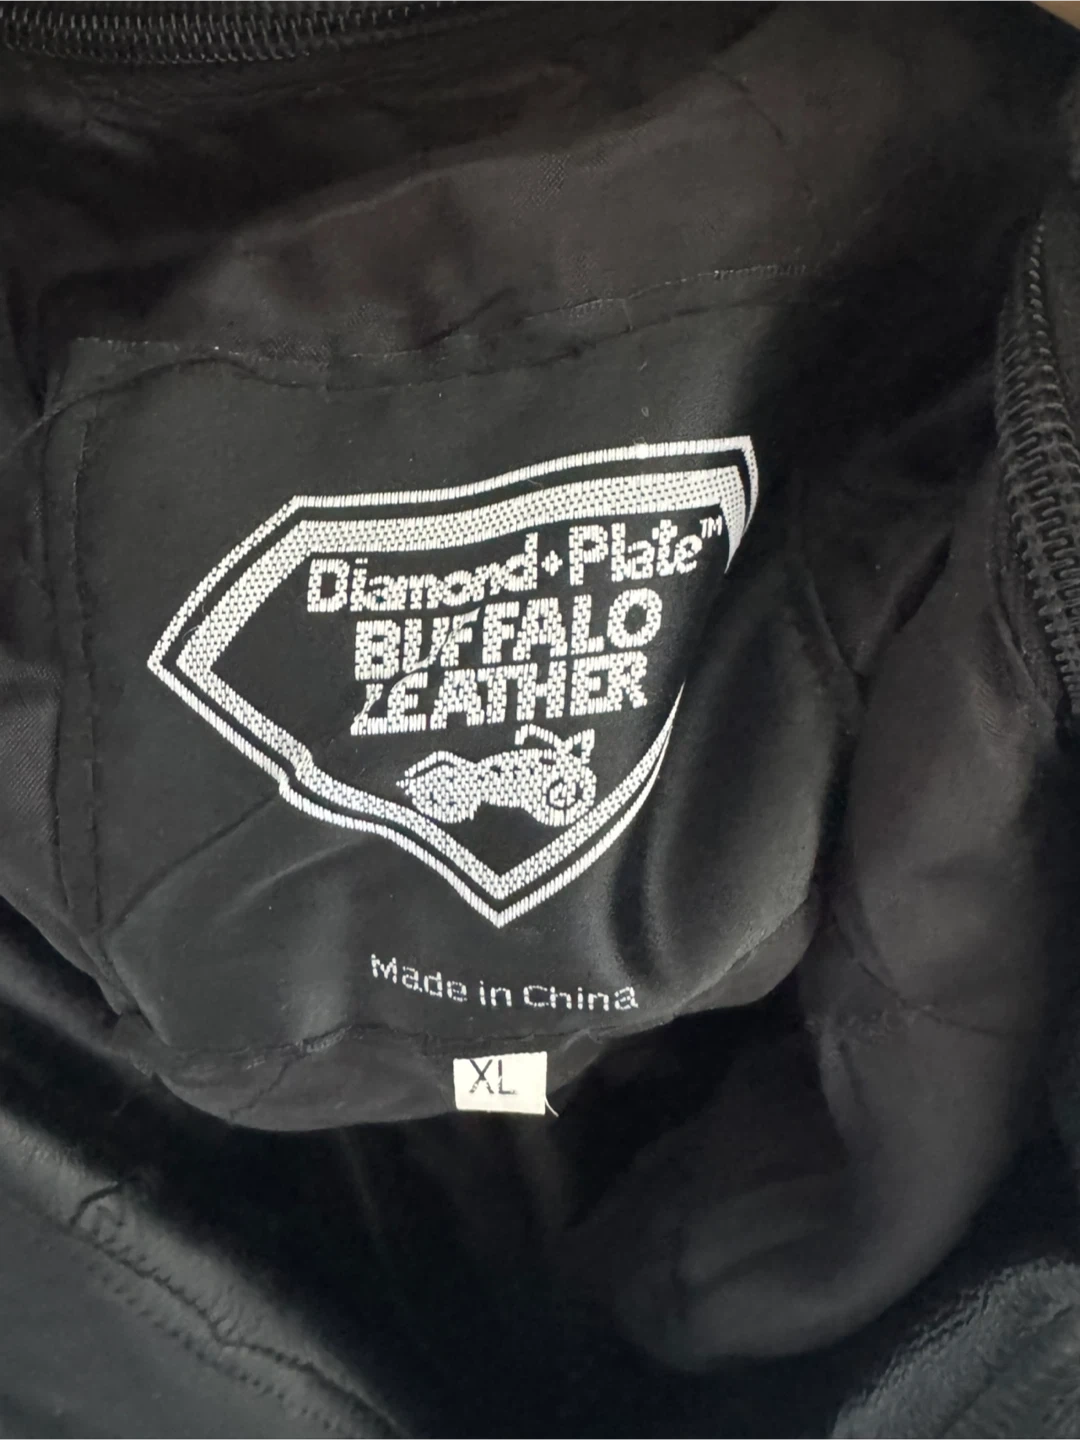 Diamond Plate™
BUFFALO
LEATHER
Made in China
XL